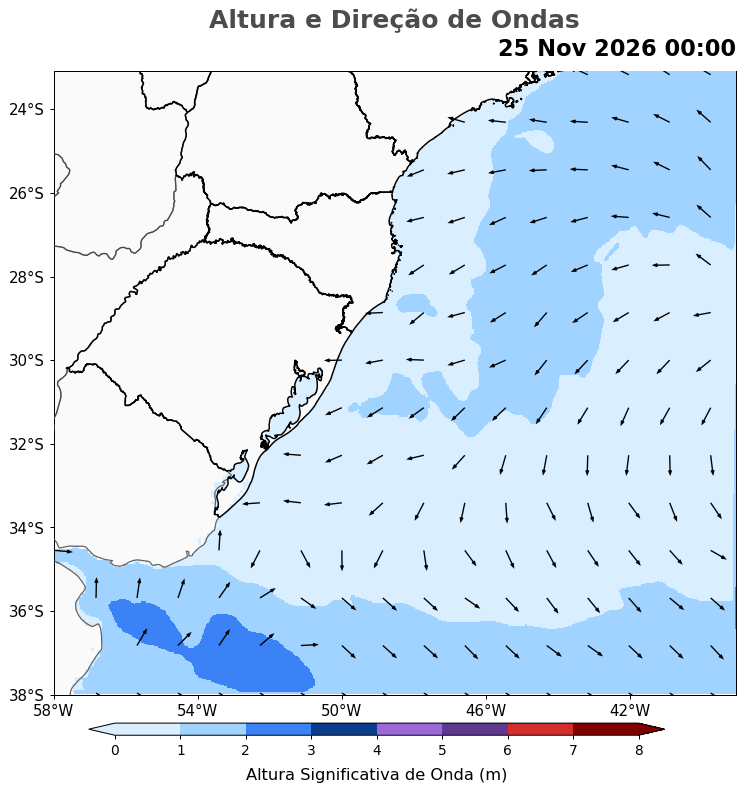 Altura e Direção de Ondas
25 Nov 2026 00:00
24°S
26°S
28°S
30°S
32°S
34°S
36°S
38°S
58°W 54°W 50°W 46°W 42°W
0 1 2 3 4 5 6 7 8
Altura Significativa de Onda (m)